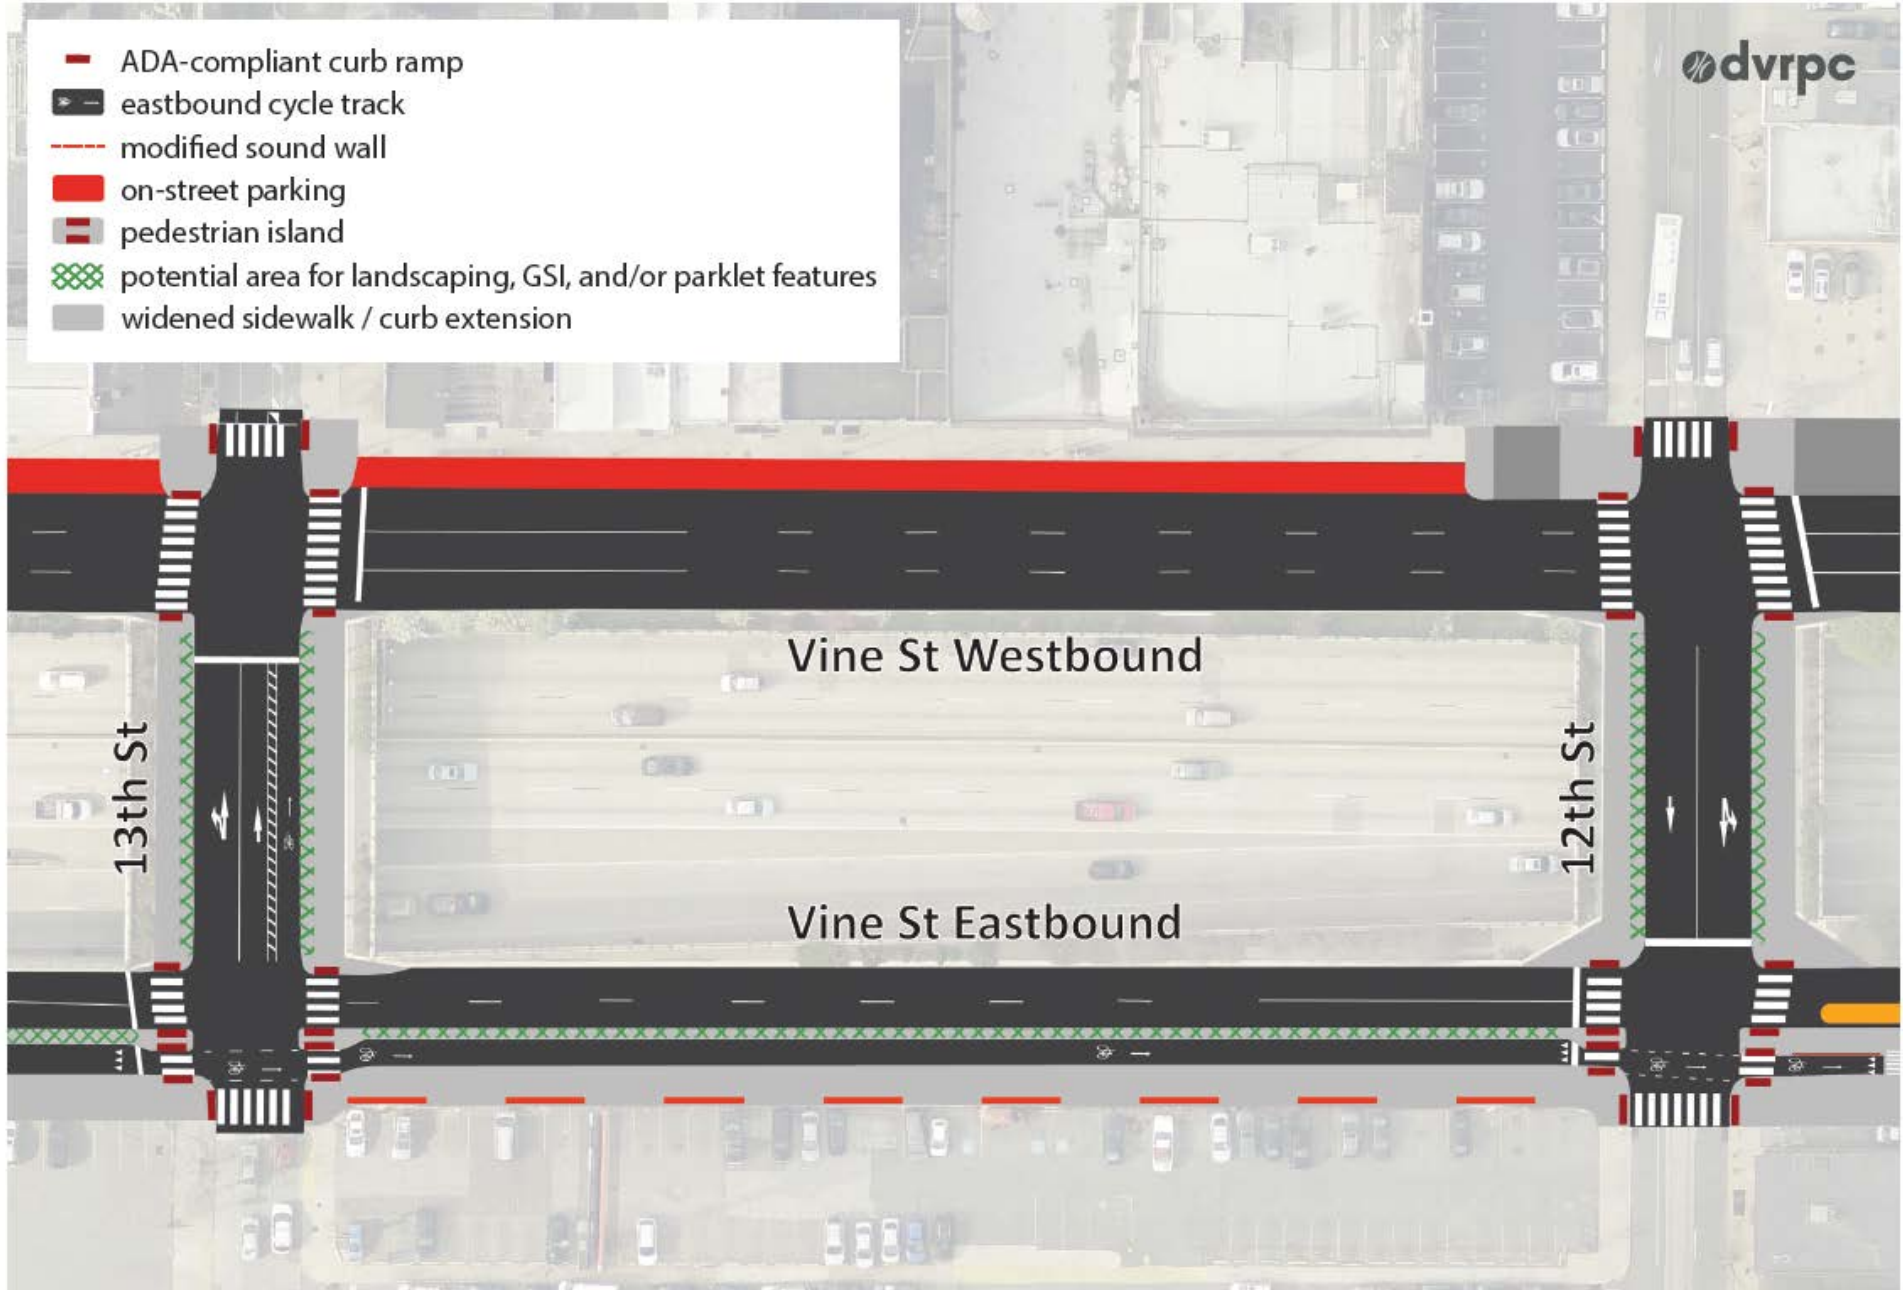 ADA-compliant curb ramp
eastbound cycle track
modified sound wall
on-street parking
pedestrian island
potential area for landscaping, GSI, and/or parklet features
widened sidewalk / curb extension
dvrpc
Vine St Westbound
13th St
12th St
Vine St Eastbound